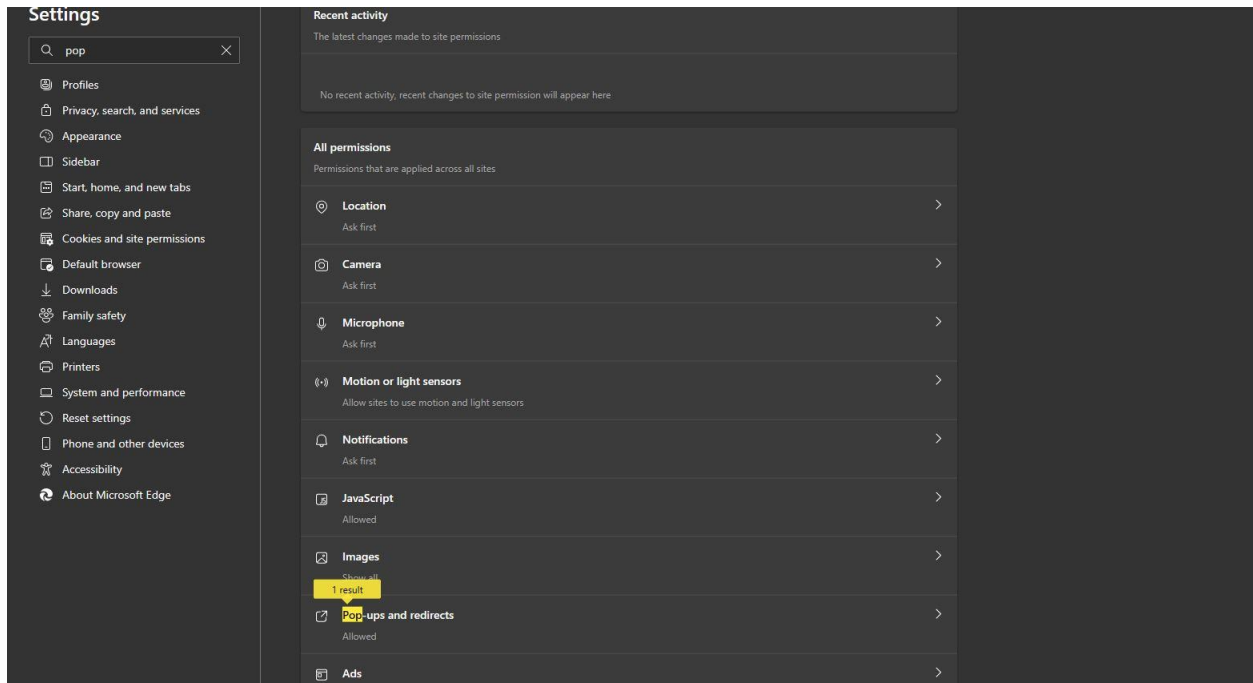 Settings
pop
Profiles
Privacy, search, and services
Appearance
Sidebar
Start, home, and new tabs
Share, copy and paste
Cookies and site permissions
Default browser
Downloads
Family safety
Languages
Printers
System and performance
Reset settings
Phone and other devices
Accessibility
About Microsoft Edge
Recent activity
The latest changes made to site permissions
No recent activity, recent changes to site permission will appear here
All permissions
Permissions that are applied across all sites
Location
Ask first
Camera
Ask first
Microphone
Ask first
Motion or light sensors
Allow sites to use motion and light sensors
Notifications
Ask first
JavaScript
Allowed
Images
Show all
1 result
Pop-ups and redirects
Allowed
Ads